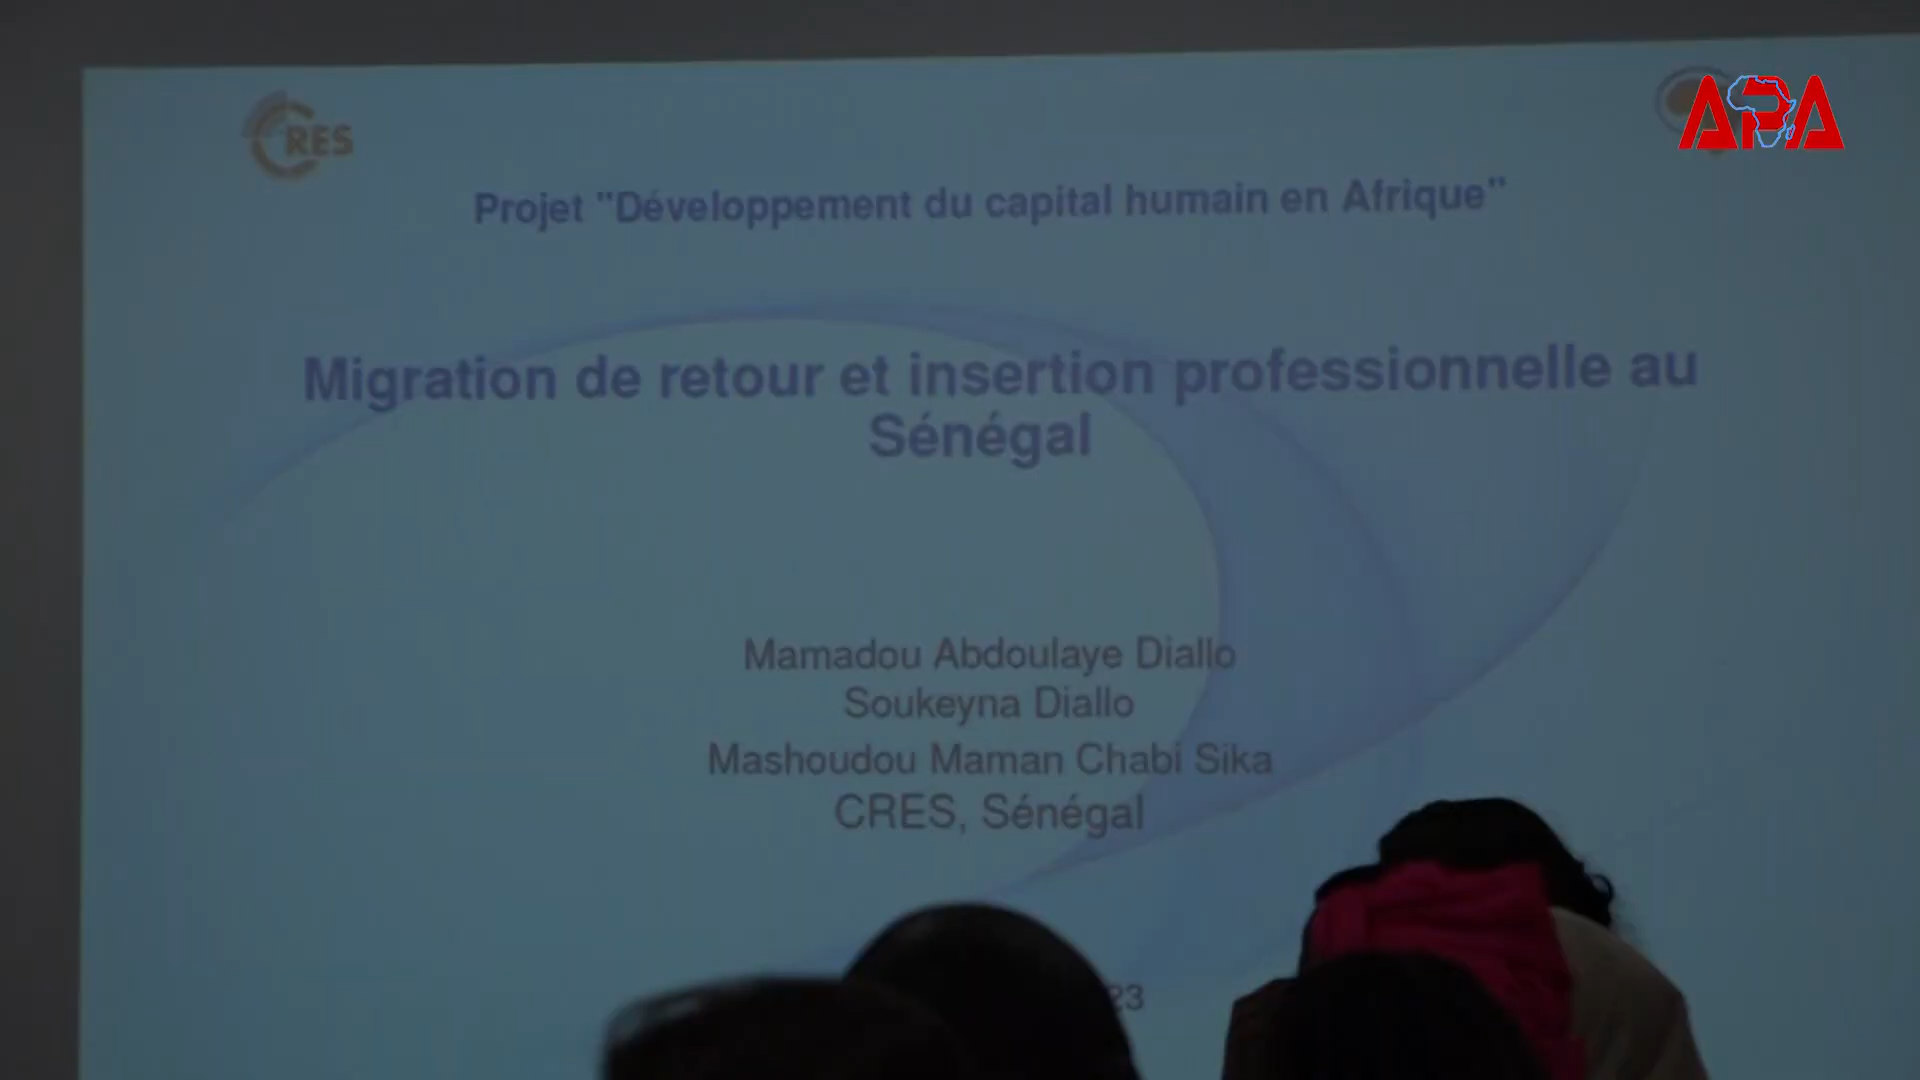 CRES
APA
Projet "Développement du capital humain en Afrique"
Migration de retour et insertion professionnelle au
Sénégal
Mamadou Abdoulaye Diallo
Soukeyna Diallo
Mashoudou Maman Chabi Sika
CRES, Sénégal
23